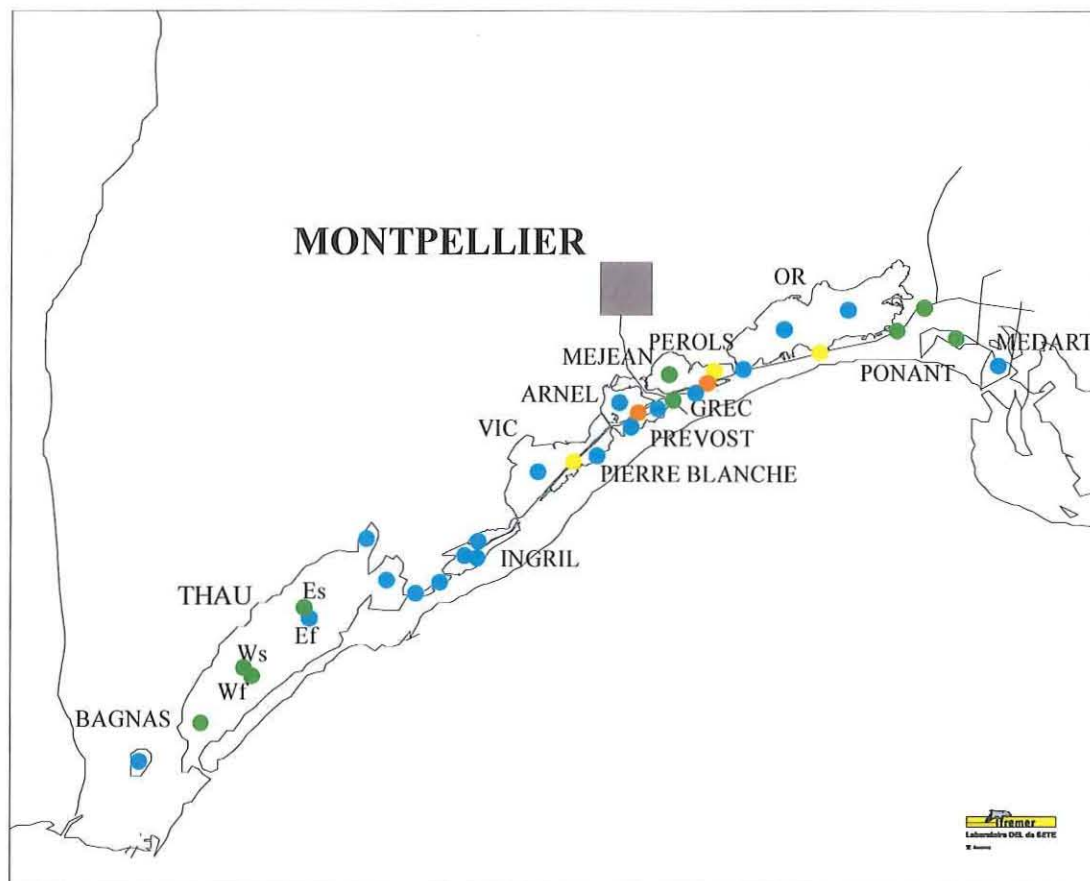 MONTPELLIER
OR
PEROLS
MEJEAN
MEDART
PONANT
ARNEL
GREC
VIC
PREVOST
PIERRE BLANCHE
INGRIL
THAU
Es
Ef
Ws
Wf
BAGNAS
Ifremer
Laboratoire DEL de SETE